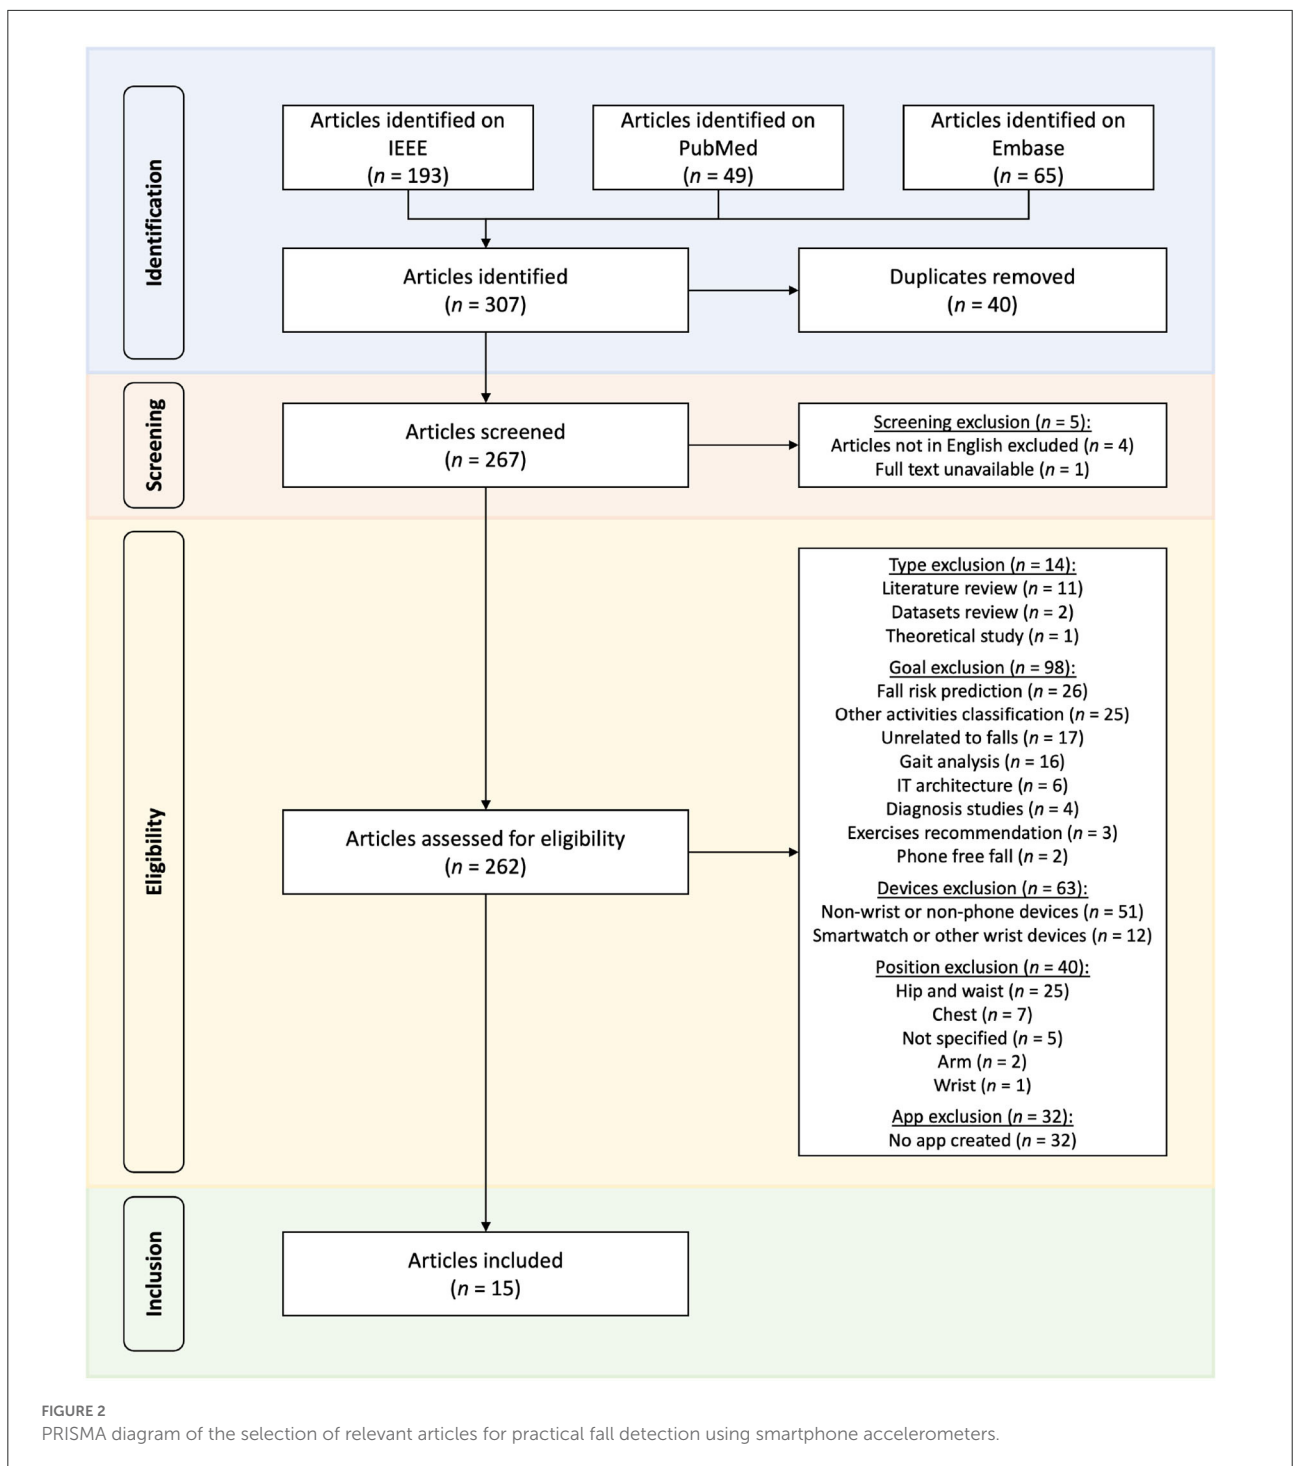 Identification
Articles identified on
IEEE
(n = 193)
Articles identified on
PubMed
(n = 49)
Articles identified on
Embase
(n = 65)
Articles identified
(n = 307)
Duplicates removed
(n = 40)
Screening
Articles screened
(n = 267)
Screening exclusion (n = 5):
Articles not in English excluded (n = 4)
Full text unavailable (n = 1)
Eligibility
Articles assessed for eligibility
(n = 262)
Type exclusion (n = 14):
Literature review (n = 11)
Datasets review (n = 2)
Theoretical study (n = 1)
Goal exclusion (n = 98):
Fall risk prediction (n = 26)
Other activities classification (n = 25)
Unrelated to falls (n = 17)
Gait analysis (n = 16)
IT architecture (n = 6)
Diagnosis studies (n = 4)
Exercises recommendation (n = 3)
Phone free fall (n = 2)
Devices exclusion (n = 63):
Non-wrist or non-phone devices (n = 51)
Smartwatch or other wrist devices (n = 12)
Position exclusion (n = 40):
Hip and waist (n = 25)
Chest (n = 7)
Not specified (n = 5)
Arm (n = 2)
Wrist (n = 1)
App exclusion (n = 32):
No app created (n = 32)
Inclusion
Articles included
(n = 15)
FIGURE 2
PRISMA diagram of the selection of relevant articles for practical fall detection using smartphone accelerometers.